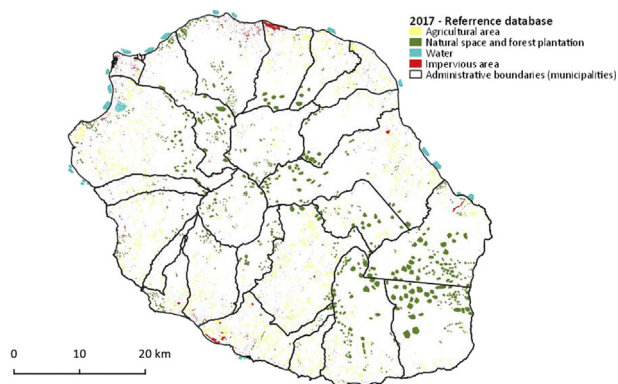 2017 - Referrence database
Agricultural area
Natural space and forest plantation
Water
Impervious area
Administrative boundaries (municipalities)
0 10 20 km